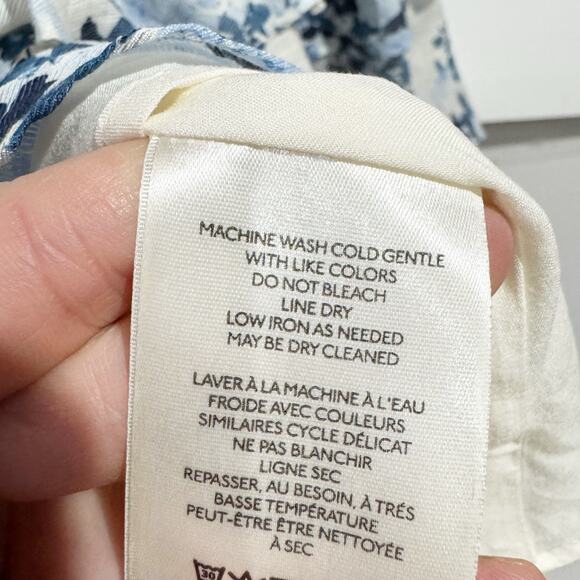 MACHINE WASH COLD GENTLE
WITH LIKE COLORS
DO NOT BLEACH
LINE DRY
LOW IRON AS NEEDED
MAY BE DRY CLEANED
LAVER À LA MACHINE À L'EAU
FROIDE AVEC COULEURS
SIMILAIRES CYCLE DÉLICAT
NE PAS BLANCHIR
LIGNE SEC
REPASSER, AU BESOIN, À TRÉS
BASSE TEMPÉRATURE
PEUT-ÊTRE ÊTRE NETTOYÉE
À SEC
30